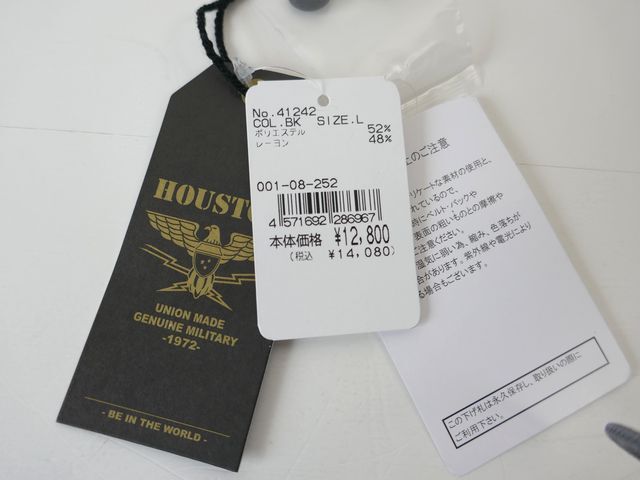 HOUSTO
UNION MADE
GENUINE MILITARY
-1972-
- BE IN THE WORLD -
No.41242
COL.BK SIZE.L
ポリエステル 52%
レーヨン 48%
001-08-252
4 571692 286967
本体価格 ¥12,800
(税込 ¥14,080)
のご注意
リケートな素材の使用と、
れているので、
時にベルト・バックや
表面の粗いものとの摩擦や
ご注意ください。
湿気に弱い為、縮み、色落ちが
合があります。紫外線や電光により
る場合もございます。
この下げ札は永久保存し、取り扱いの際に
ご利用下さい。